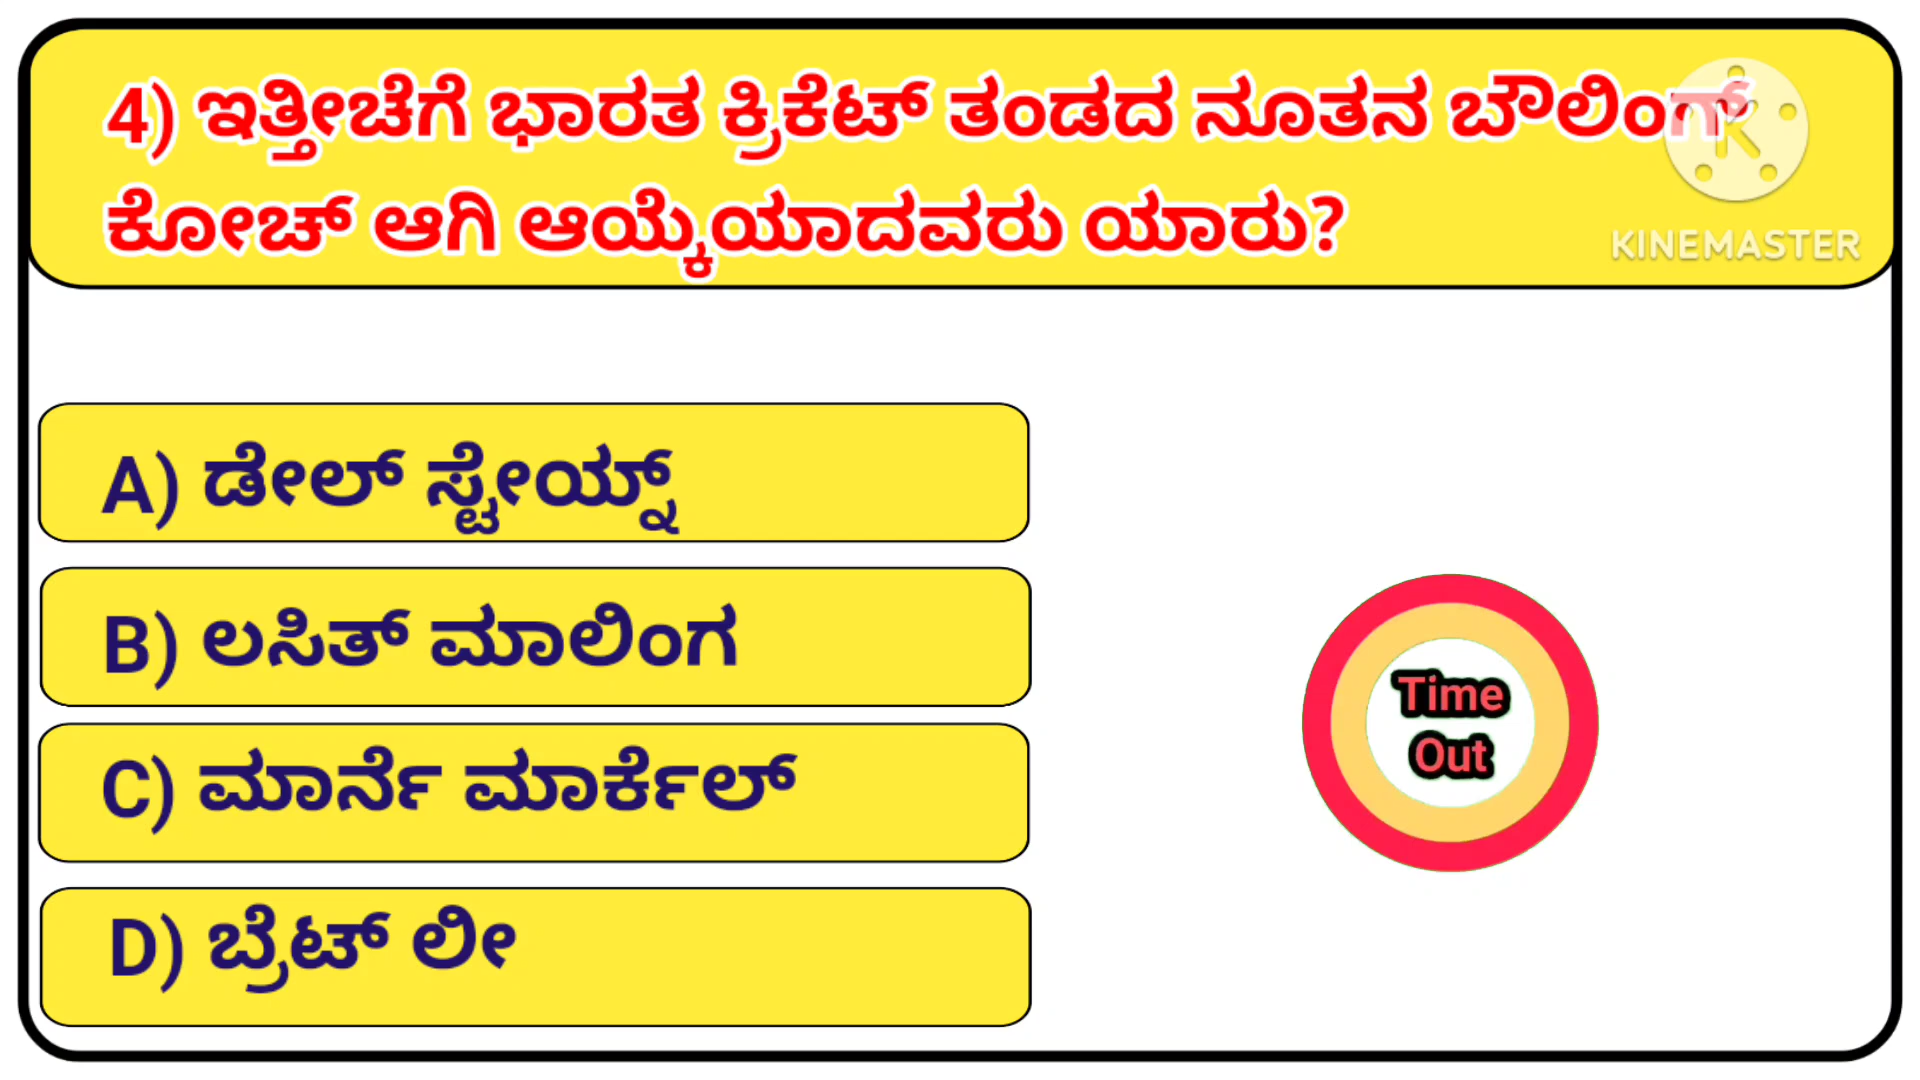 4) ಇತ್ತೀಚೆಗೆ ಭಾರತ ಕ್ರಿಕೆಟ್ ತಂಡದ ನೂತನ ಬೌಲಿಂಗ್
ಕೋಚ್ ಆಗಿ ಆಯ್ಕೆಯಾದವರು ಯಾರು?
KINEMASTER
A) ಡೇಲ್ ಸ್ಟೇಯ್ನ್
B) ಲಸಿತ್ ಮಾಲಿಂಗ
C) ಮಾರ್ನೆ ಮಾರ್ಕೆಲ್
D) ಬ್ರೆಟ್ ಲೀ
Time
Out